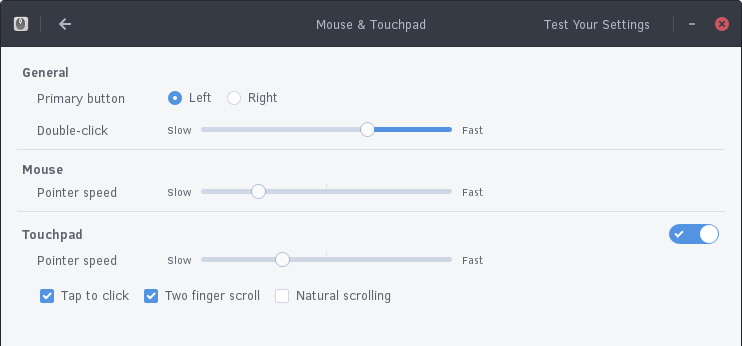 Mouse & Touchpad Test Your Settings
General
Primary button Left Right
Double-click Slow Fast
Mouse
Pointer speed Slow Fast
Touchpad
Pointer speed Slow Fast
Tap to click Two finger scroll Natural scrolling